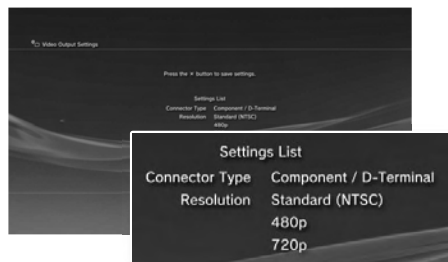 Video Output Settings
Press the × button to save settings.
Settings List
Connector Type Component / D-Terminal
Resolution Standard (NTSC)
480p
Settings List
Connector Type Component / D-Terminal
Resolution Standard (NTSC)
480p
720p